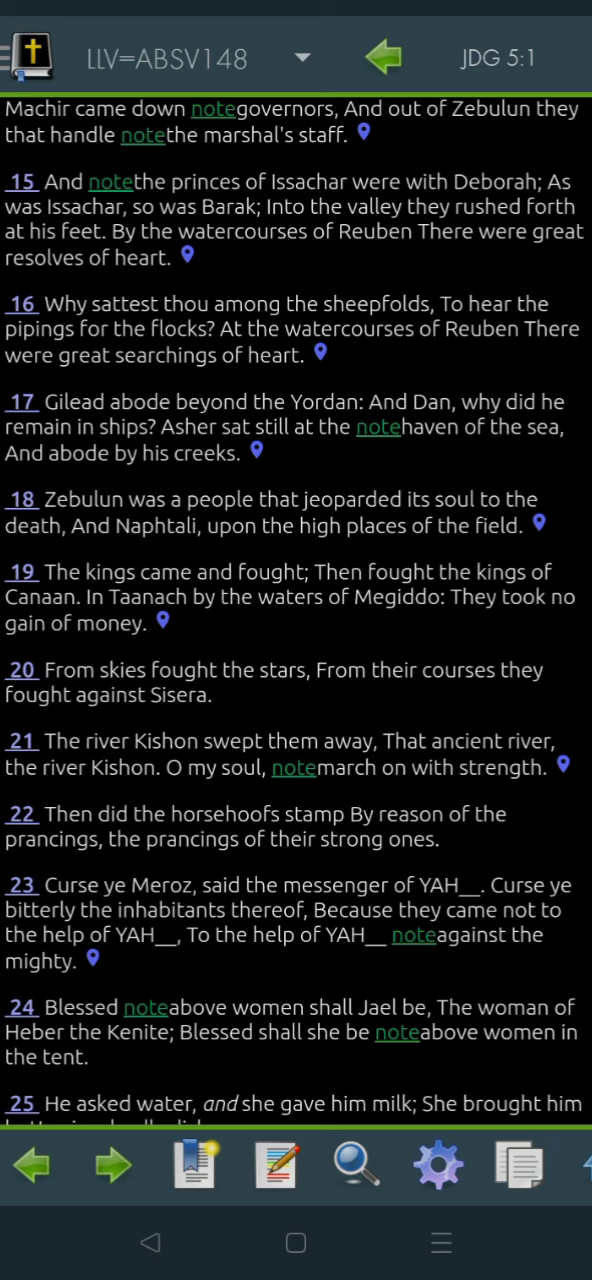 LLV=ABSV148 JDG 5:1
Machir came down notegovernors, And out of Zebulun they
that handle notethe marshal's staff.
15 And notethe princes of Issachar were with Deborah; As
was Issachar, so was Barak; Into the valley they rushed forth
at his feet. By the watercourses of Reuben There were great
resolves of heart.
16 Why sattest thou among the sheepfolds, To hear the
pipings for the flocks? At the watercourses of Reuben There
were great searchings of heart.
17 Gilead abode beyond the Yordan: And Dan, why did he
remain in ships? Asher sat still at the notehaven of the sea,
And abode by his creeks.
18 Zebulun was a people that jeoparded its soul to the
death, And Naphtali, upon the high places of the field.
19 The kings came and fought; Then fought the kings of
Canaan. In Taanach by the waters of Megiddo: They took no
gain of money.
20 From skies fought the stars, From their courses they
fought against Sisera.
21 The river Kishon swept them away, That ancient river,
the river Kishon. O my soul, notemarch on with strength.
22 Then did the horsehoofs stamp By reason of the
prancings, the prancings of their strong ones.
23 Curse ye Meroz, said the messenger of YAH__. Curse ye
bitterly the inhabitants thereof, Because they came not to
the help of YAH__, To the help of YAH__ noteagainst the
mighty.
24 Blessed noteabove women shall Jael be, The woman of
Heber the Kenite; Blessed shall she be noteabove women in
the tent.
25 He asked water, and she gave him milk; She brought him